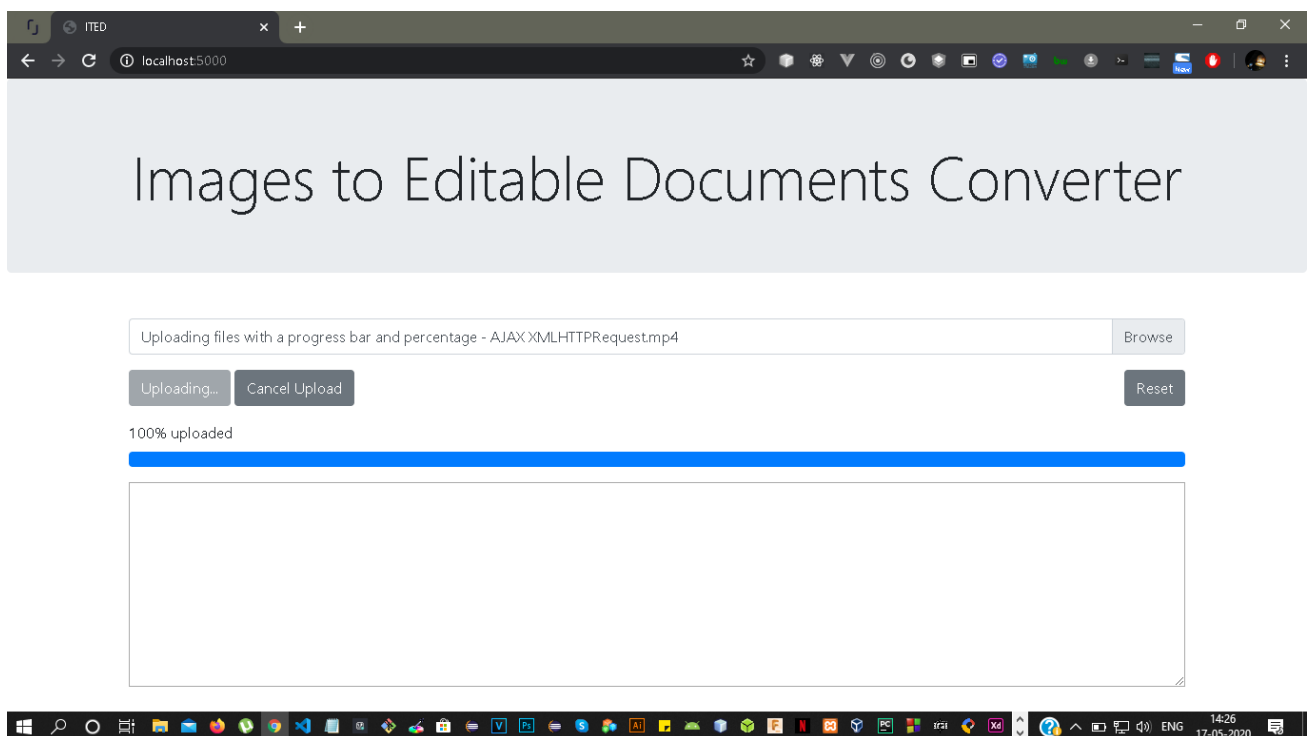 ITED
localhost:5000
New
Images to Editable Documents Converter
Uploading files with a progress bar and percentage - AJAX XMLHTTPRequest.mp4
Browse
Uploading...
Cancel Upload
Reset
100% uploaded
ENG
14:26
17-05-2020